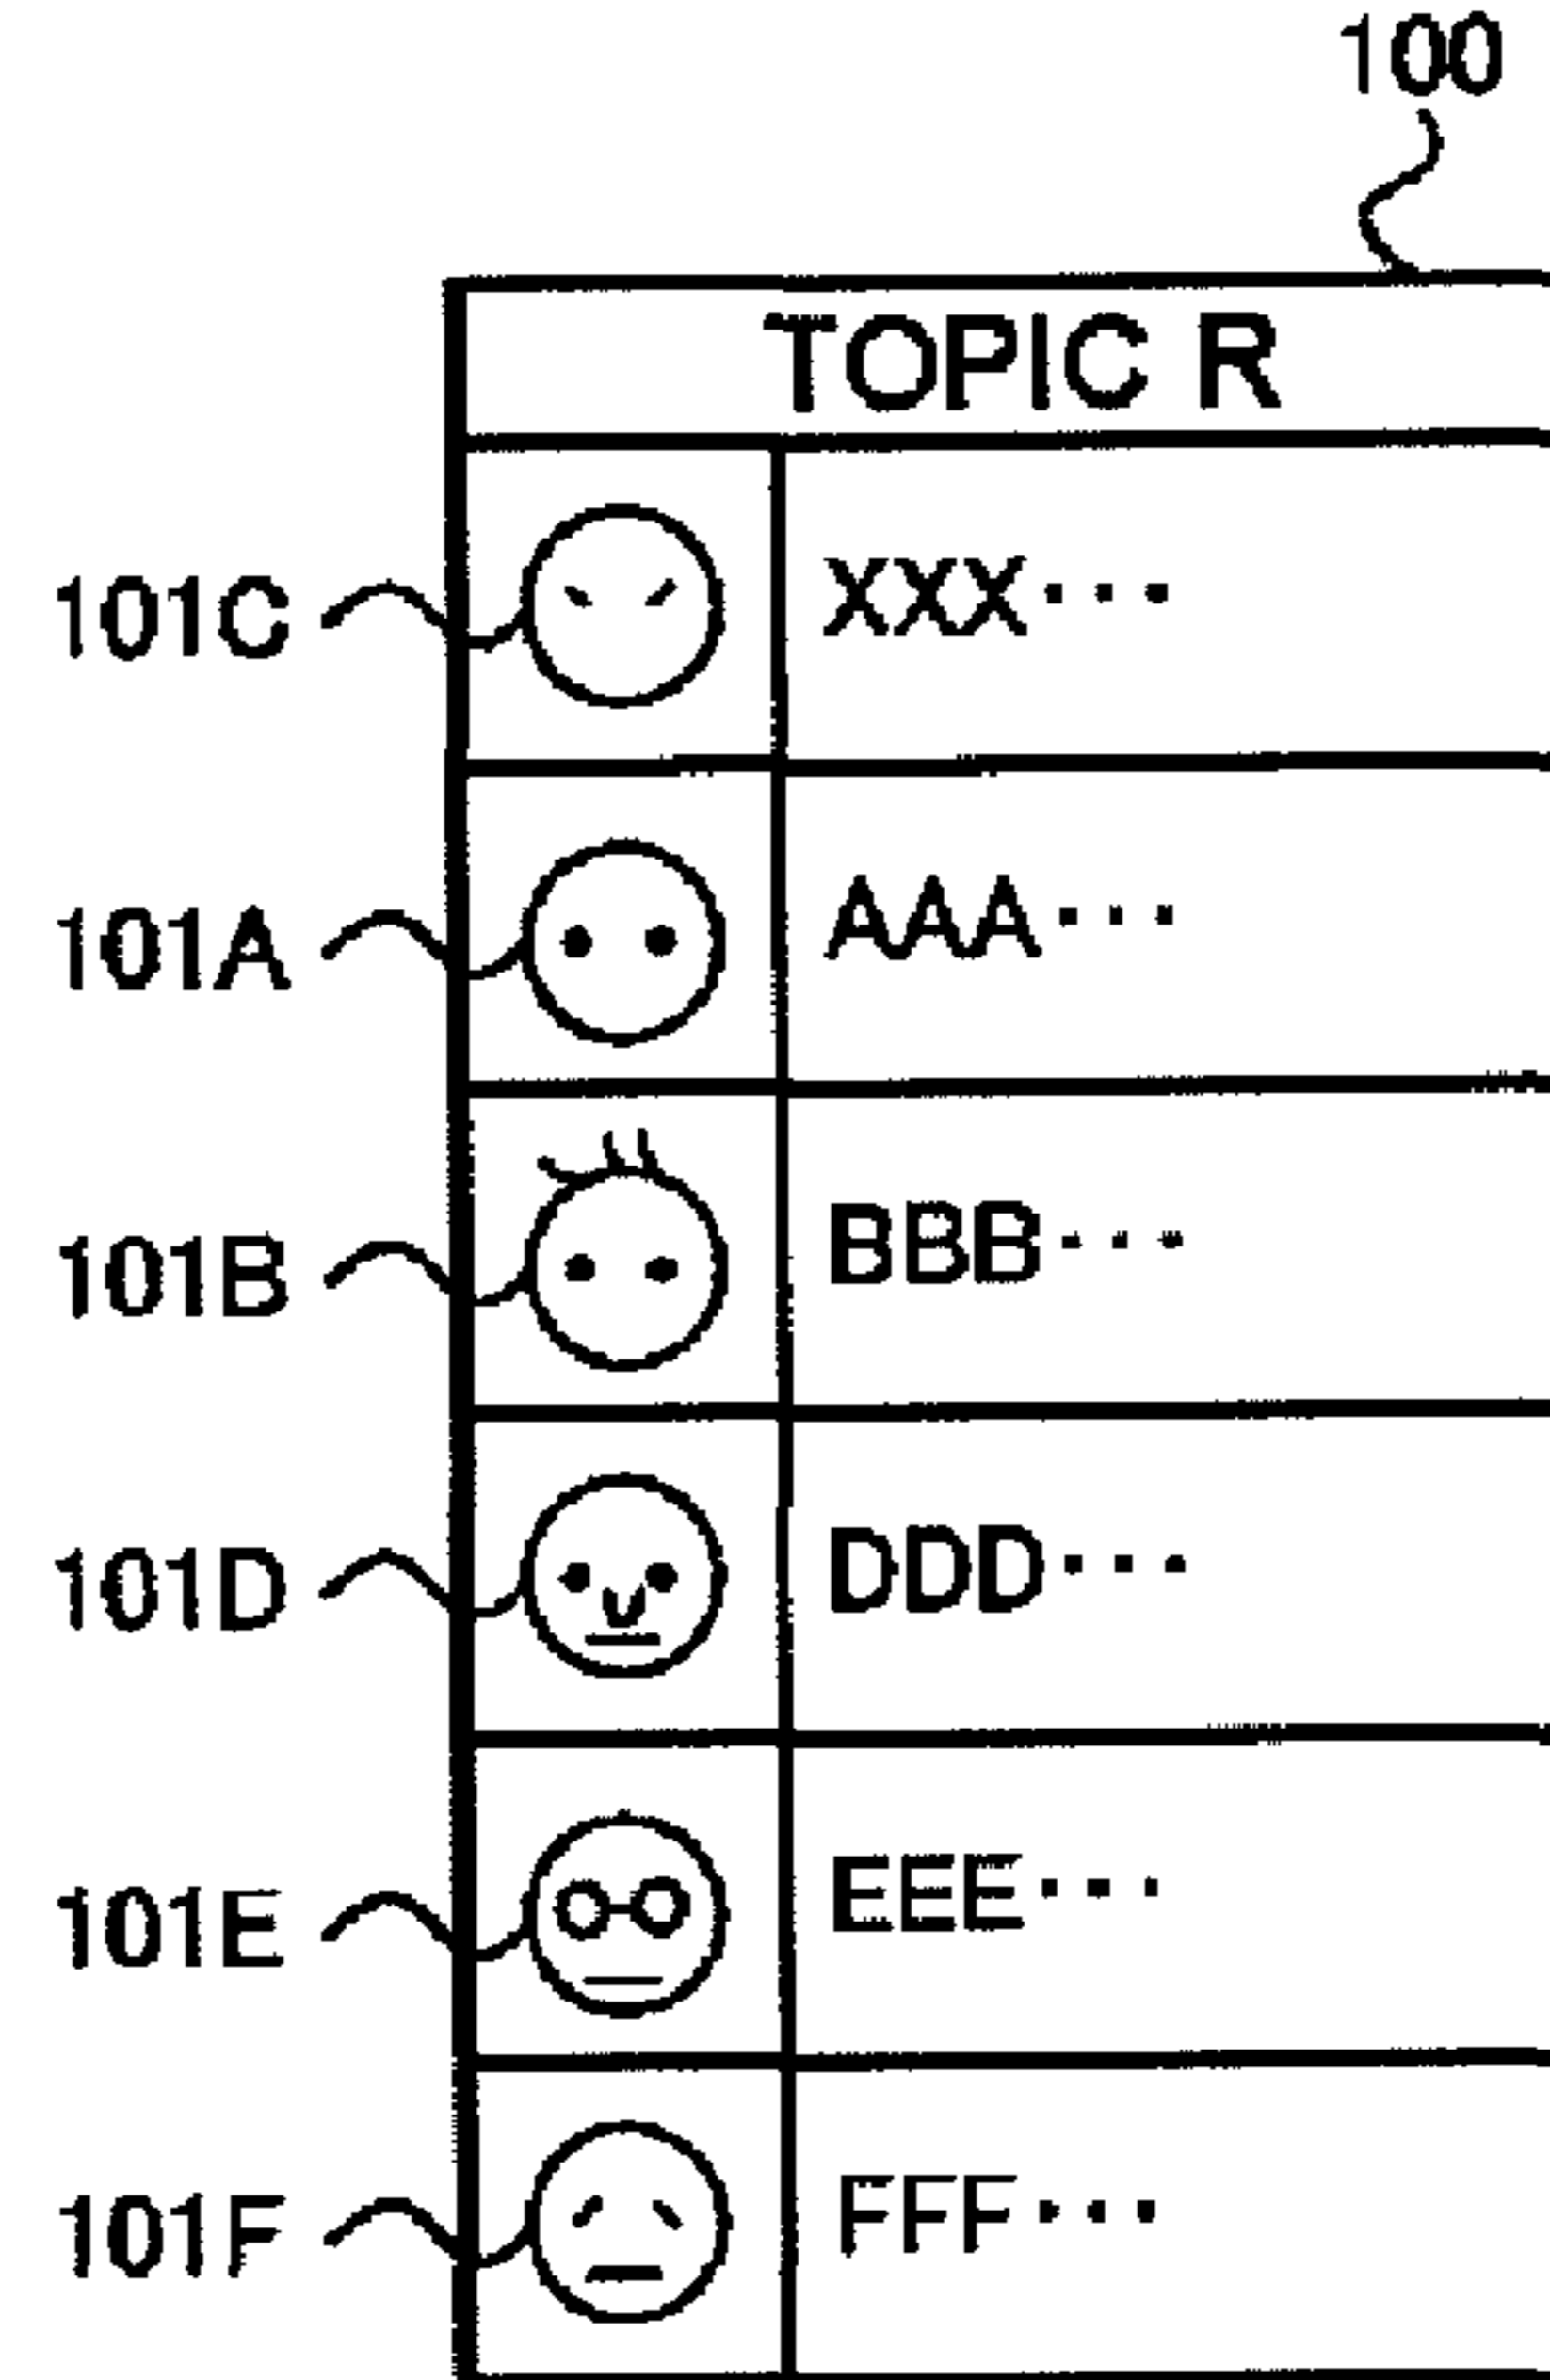 100
TOPIC R
101C XXX···
101A AAA···
101B BBB···
101D DDD···
101E EEE···
101F FFF···